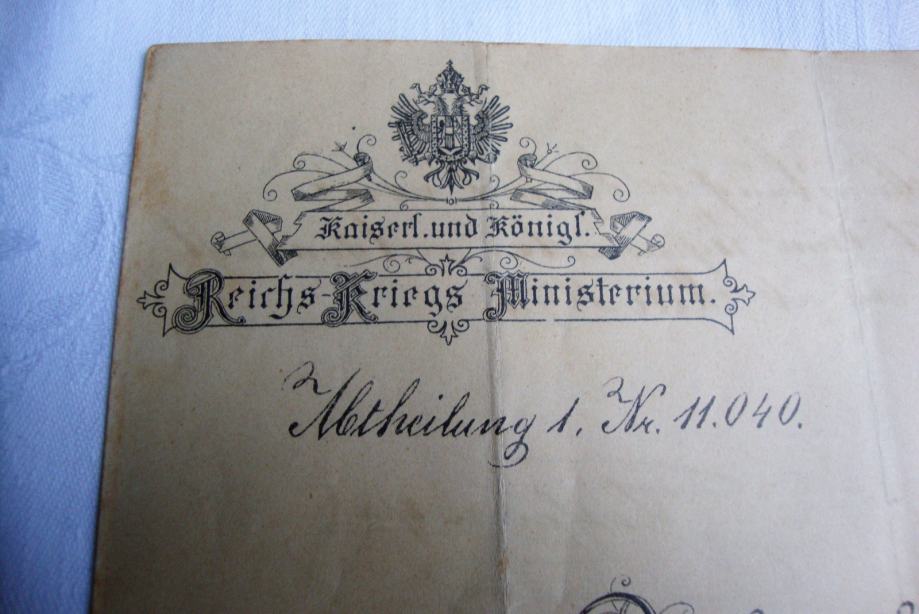 Kaiserl. und Königl.
Reichs-Kriegs Ministerium.
Abtheilung 1. Nr. 11.040.